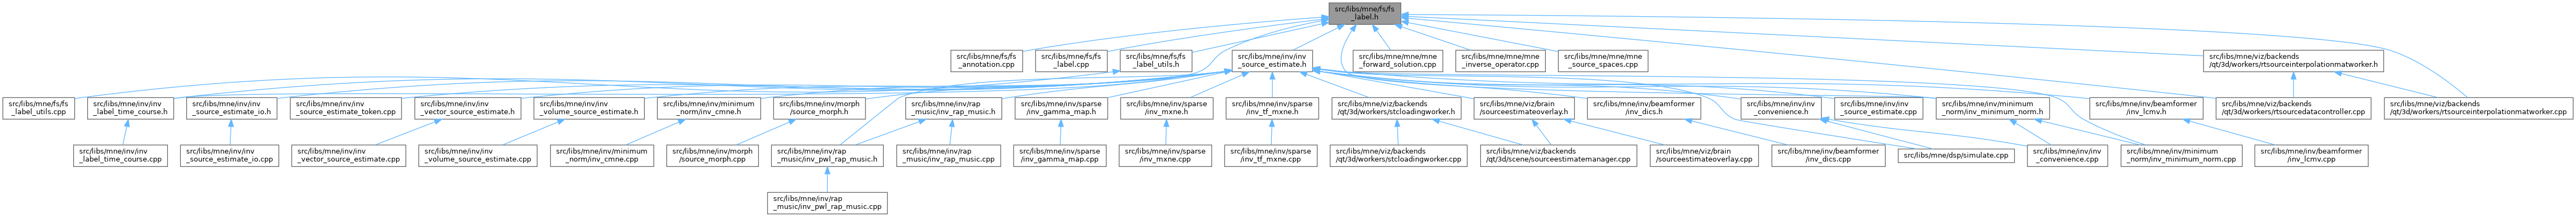 src/libs/mne/fs/fs
_label.h
src/libs/mne/fs/fs
_annotation.cpp
src/libs/mne/fs/fs
_label.cpp
src/libs/mne/fs/fs
_label_utils.h
src/libs/mne/inv/inv
_source_estimate.h
src/libs/mne/mne/mne
_forward_solution.cpp
src/libs/mne/mne/mne
_inverse_operator.cpp
src/libs/mne/mne/mne
_source_spaces.cpp
src/libs/mne/viz/backends
/qt/3d/workers/rtsourceinterpolationmatworker.h
src/libs/mne/fs/fs
_label_utils.cpp
src/libs/mne/inv/inv
_label_time_course.h
src/libs/mne/inv/inv
_source_estimate_io.h
src/libs/mne/inv/inv
_source_estimate_token.cpp
src/libs/mne/inv/inv
_vector_source_estimate.h
src/libs/mne/inv/inv
_volume_source_estimate.h
src/libs/mne/inv/minimum
_norm/inv_cmne.h
src/libs/mne/inv/morph
/source_morph.h
src/libs/mne/inv/rap
_music/inv_rap_music.h
src/libs/mne/inv/sparse
/inv_gamma_map.h
src/libs/mne/inv/sparse
/inv_mxne.h
src/libs/mne/inv/sparse
/inv_tf_mxne.h
src/libs/mne/viz/backends
/qt/3d/workers/stcloadingworker.h
src/libs/mne/viz/brain
/sourceestimateoverlay.h
src/libs/mne/inv/beamformer
/inv_dics.h
src/libs/mne/inv/inv
_convenience.h
src/libs/mne/inv/inv
_source_estimate.cpp
src/libs/mne/inv/minimum
_norm/inv_minimum_norm.h
src/libs/mne/inv/beamformer
/inv_lcmv.h
src/libs/mne/viz/backends
/qt/3d/workers/rtsourcedatacontroller.cpp
src/libs/mne/viz/backends
/qt/3d/workers/rtsourceinterpolationmatworker.cpp
src/libs/mne/inv/inv
_label_time_course.cpp
src/libs/mne/inv/inv
_source_estimate_io.cpp
src/libs/mne/inv/inv
_vector_source_estimate.cpp
src/libs/mne/inv/inv
_volume_source_estimate.cpp
src/libs/mne/inv/minimum
_norm/inv_cmne.cpp
src/libs/mne/inv/morph
/source_morph.cpp
src/libs/mne/inv/rap
_music/inv_pwl_rap_music.h
src/libs/mne/inv/rap
_music/inv_rap_music.cpp
src/libs/mne/inv/sparse
/inv_gamma_map.cpp
src/libs/mne/inv/sparse
/inv_mxne.cpp
src/libs/mne/inv/sparse
/inv_tf_mxne.cpp
src/libs/mne/viz/backends
/qt/3d/workers/stcloadingworker.cpp
src/libs/mne/viz/backends
/qt/3d/scene/sourceestimatemanager.cpp
src/libs/mne/viz/brain
/sourceestimateoverlay.cpp
src/libs/mne/inv/beamformer
/inv_dics.cpp
src/libs/mne/dsp/simulate.cpp
src/libs/mne/inv/inv
_convenience.cpp
src/libs/mne/inv/minimum
_norm/inv_minimum_norm.cpp
src/libs/mne/inv/beamformer
/inv_lcmv.cpp
src/libs/mne/inv/rap
_music/inv_pwl_rap_music.cpp